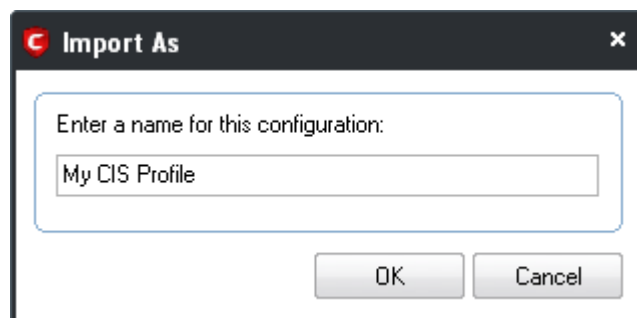 Import As
Enter a name for this configuration:
My CIS Profile
OK
Cancel